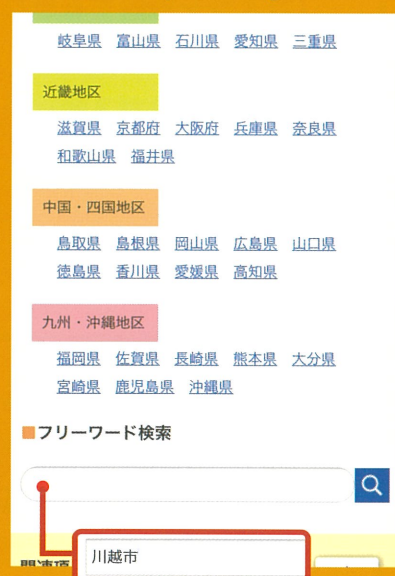 岐阜県 富山県 石川県 愛知県 三重県
近畿地区
滋賀県 京都府 大阪府 兵庫県 奈良県
和歌山県 福井県
中国・四国地区
鳥取県 島根県 岡山県 広島県 山口県
徳島県 香川県 愛媛県 高知県
九州・沖縄地区
福岡県 佐賀県 長崎県 熊本県 大分県
宮崎県 鹿児島県 沖縄県
■フリーワード検索
川越市